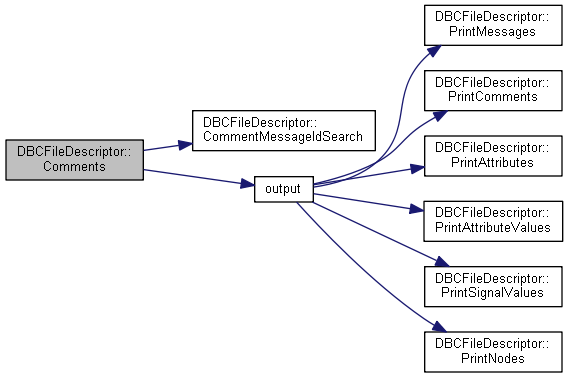 DBCFileDescriptor::
Comments
DBCFileDescriptor::
CommentMessageIdSearch
output
DBCFileDescriptor::
PrintMessages
DBCFileDescriptor::
PrintComments
DBCFileDescriptor::
PrintAttributes
DBCFileDescriptor::
PrintAttributeValues
DBCFileDescriptor::
PrintSignalValues
DBCFileDescriptor::
PrintNodes